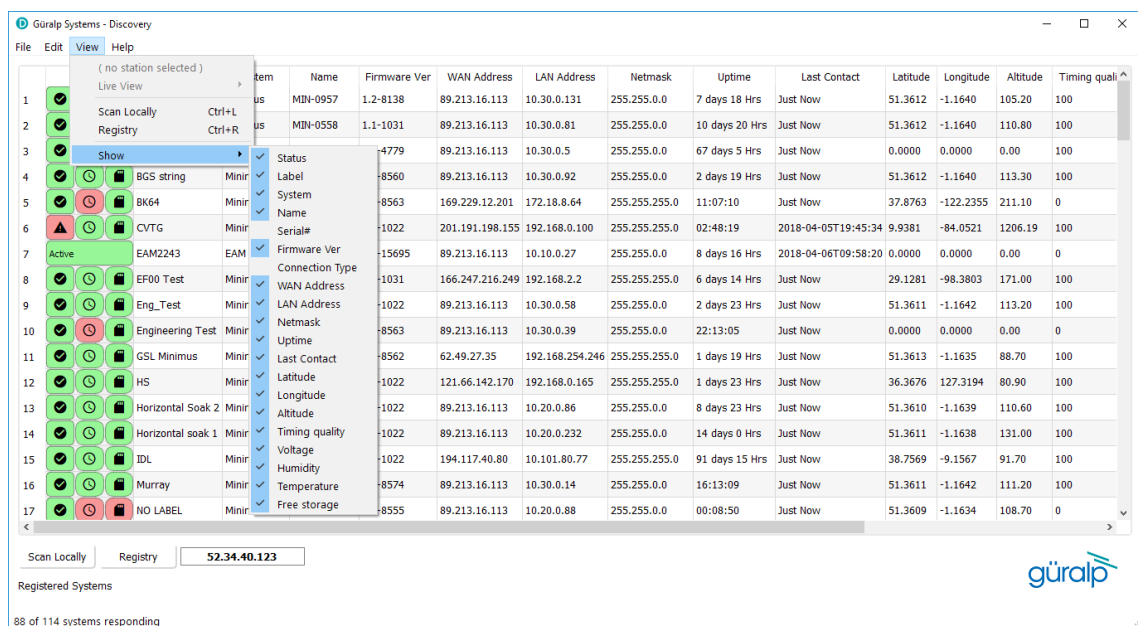 Güralp Systems - Discovery
File Edit View Help
( no station selected )
Live View
Scan Locally Ctrl+L
Registry Ctrl+R
Show
Status
Label
System
Name
Serial#
Firmware Ver
Connection Type
WAN Address
LAN Address
Netmask
Uptime
Last Contact
Latitude
Longitude
Altitude
Timing quality
Voltage
Humidity
Temperature
Free storage
Name Firmware Ver WAN Address LAN Address Netmask Uptime Last Contact Latitude Longitude Altitude
1 MIN-0957 1.2-8138 89.213.16.113 10.30.0.131 255.255.0.0 7 days 18 Hrs Just Now 51.3612 -1.1640 105.20 100
2 MIN-0558 1.1-1031 89.213.16.113 10.30.0.81 255.255.0.0 10 days 20 Hrs Just Now 51.3612 -1.1640 110.80 100
3 -4779 89.213.16.113 10.30.0.5 255.255.0.0 67 days 5 Hrs Just Now 0.0000 0.0000 0.00 100
4 BGS string -8560 89.213.16.113 10.30.0.92 255.255.0.0 2 days 19 Hrs Just Now 51.3612 -1.1640 113.30 100
5 BK64 -8563 169.229.12.201 172.18.8.64 255.255.0.0 11:07:10 Just Now 37.8763 -122.2355 211.10 0
6 CVTG -1022 201.191.198.155 192.168.0.100 255.255.0.0 02:48:19 2018-04-05T19:45:34 9.9381 -84.0521 1206.19 100
7 Active EAM2243 EAM -15695 89.213.16.113 10.10.0.27 255.255.0.0 8 days 16 Hrs 2018-04-06T09:58:20 0.0000 0.0000 0.00 0
8 EF00 Test -1031 166.247.216.249 192.168.2.2 255.255.255.0 6 days 14 Hrs Just Now 29.1281 -98.3803 171.00 100
9 Eng_Test -1022 89.213.16.113 10.30.0.58 255.255.0.0 2 days 23 Hrs Just Now 51.3611 -1.1642 113.20 100
10 Engineering Test -8563 89.213.16.113 10.30.0.39 255.255.0.0 22:13:05 Just Now 0.0000 0.0000 0.00 0
11 GSL Minimus -8562 62.49.27.35 192.168.254.246 255.255.255.0 1 days 19 Hrs Just Now 51.3613 -1.1635 88.70 100
12 HS -1022 121.66.142.170 192.168.0.165 255.255.255.0 1 days 23 Hrs Just Now 36.3676 127.3194 80.90 100
13 Horizontal Soak 2 -1022 89.213.16.113 10.20.0.86 255.255.0.0 8 days 23 Hrs Just Now 51.3610 -1.1639 110.60 100
14 Horizontal soak 1 -1022 89.213.16.113 10.20.0.232 255.255.0.0 14 days 0 Hrs Just Now 51.3611 -1.1638 131.00 100
15 IDL -1022 194.117.40.80 10.101.80.77 255.255.0.0 91 days 15 Hrs Just Now 38.7569 -9.1567 91.70 100
16 Murray -8574 89.213.16.113 10.30.0.14 255.255.0.0 16:13:09 Just Now 51.3611 -1.1642 111.20 100
17 NO LABEL -8555 89.213.16.113 10.20.0.88 255.255.0.0 00:08:50 Just Now 51.3609 -1.1634 108.70 0
Scan Locally Registry 52.34.40.123
güralp
Registered Systems
88 of 114 systems responding